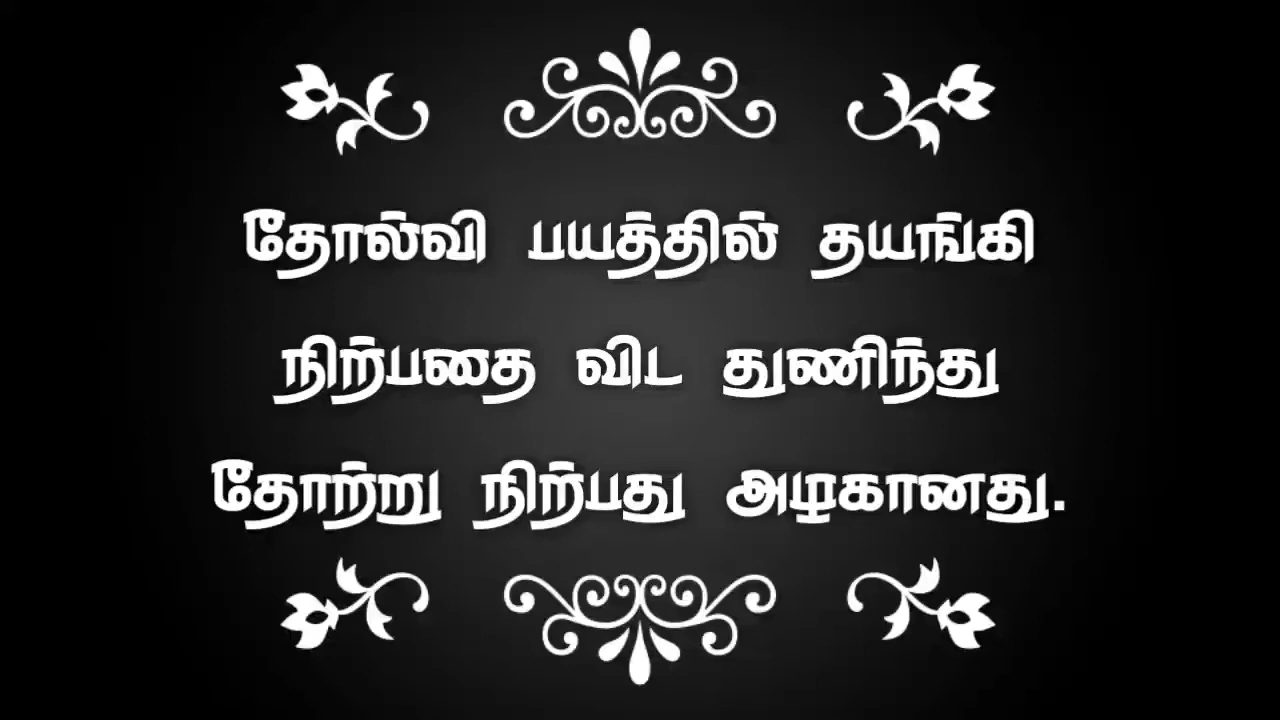 தோல்வி பயத்தில் தயங்கி
நிற்பதை விட துணிந்து
தோற்று நிற்பது அழகானது.